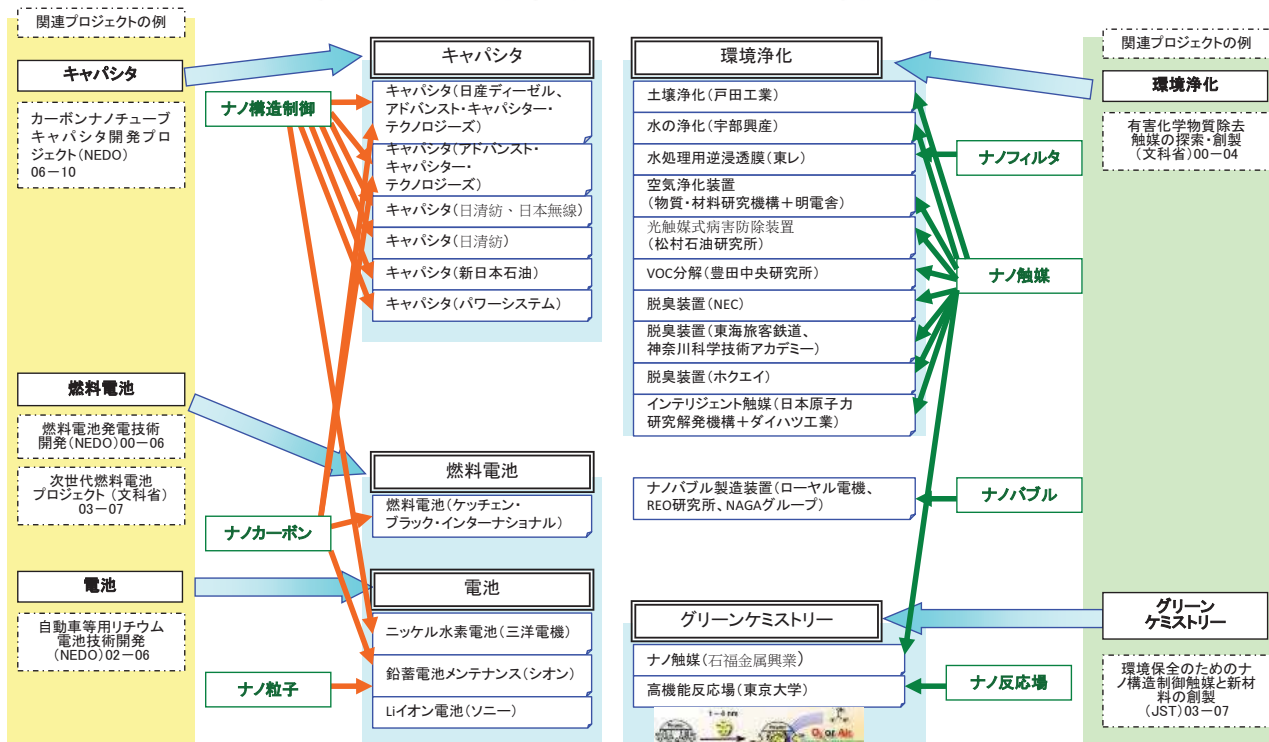 関連プロジェクトの例
キャパシタ
カーボンナノチューブ
キャパシタ開発プロ
ジェクト(NEDO)
06－10
燃料電池
燃料電池発電技術
開発(NEDO)00－06
次世代燃料電池
プロジェクト(文科省)
03－07
電池
自動車等用リチウム
電池技術開発
(NEDO)02－06
ナノ構造制御
ナノカーボン
ナノ粒子
キャパシタ
キャパシタ(日産ディーゼル、
アドバンスト・キャパシター・
テクノロジーズ)
キャパシタ(アドバンスト・
キャパシター・
テクノロジーズ)
キャパシタ(日清紡、日本無線)
キャパシタ(日清紡)
キャパシタ(新日本石油)
キャパシタ(パワーシステム)
燃料電池
燃料電池(ケッチェン・
ブラック・インターナショナル)
電池
ニッケル水素電池(三洋電機)
鉛蓄電池メンテナンス(シオン)
Liイオン電池(ソニー)
環境浄化
土壌浄化(戸田工業)
水の浄化(宇部興産)
水処理用逆浸透膜(東レ)
空気浄化装置
(物質・材料研究機構＋明電舎)
光触媒式病害防除装置
(松村石油研究所)
VOC分解(豊田中央研究所)
脱臭装置(NEC)
脱臭装置(東海旅客鉄道、
神奈川科学技術アカデミー)
脱臭装置(ホクエイ)
インテリジェント触媒(日本原子力
研究解発機構＋ダイハツ工業)
ナノバブル製造装置(ローヤル電機、
REO研究所、NAGAグループ)
グリーンケミストリー
ナノ触媒(石福金属興業)
高機能反応場(東京大学)
1～4 nm
O₂ or Air
ナノフィルタ
ナノ触媒
ナノバブル
ナノ反応場
関連プロジェクトの例
環境浄化
有害化学物質除去
触媒の探索・創製
(文科省)00－04
グリーン
ケミストリー
環境保全のためのナ
ノ構造制御触媒と新材
料の創製
(JST)03－07